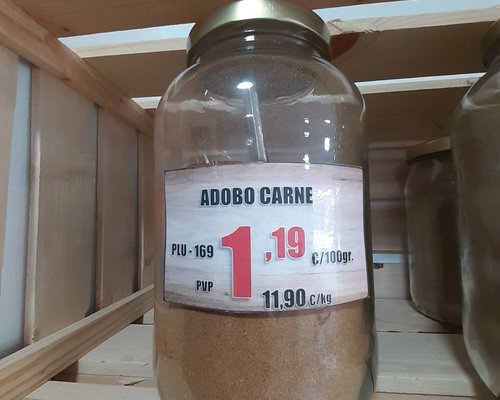 ADOBO CARNE
PLU - 169
1,19 €/100gr.
PVP
11,90 €/kg